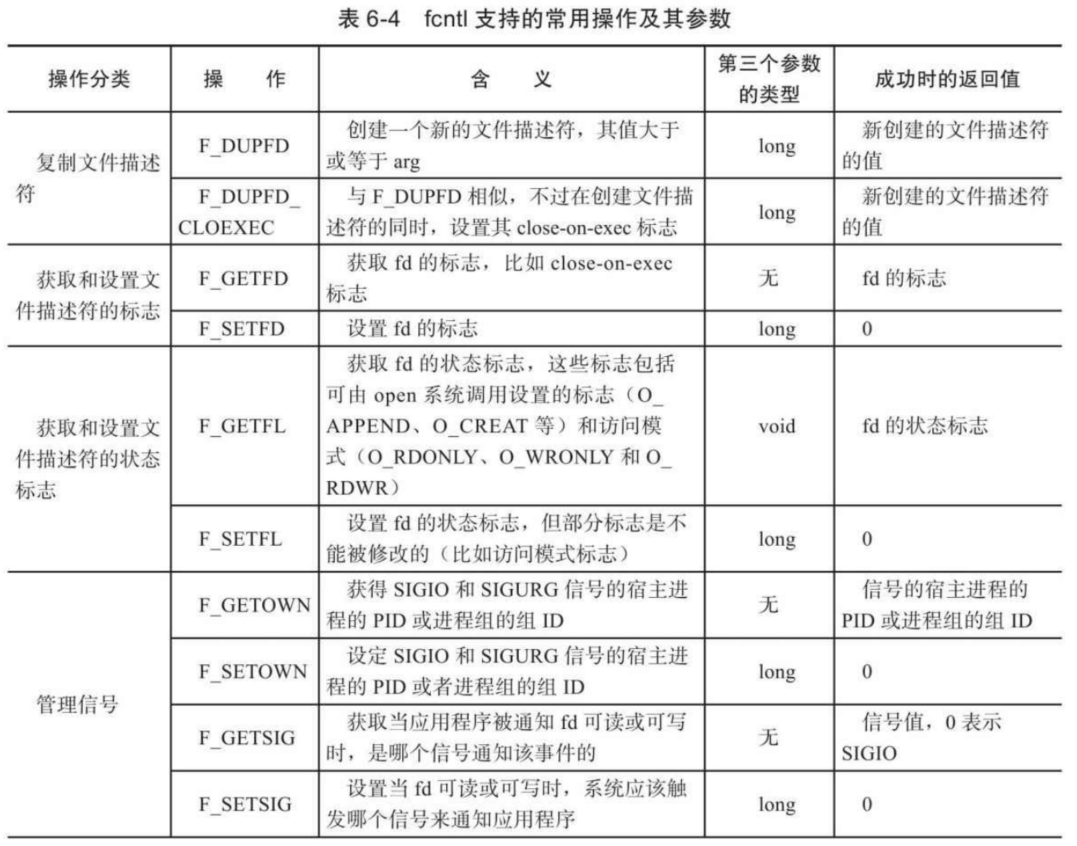 表 6-4 fcntl 支持的常用操作及其参数
操作分类
操 作
含 义
第三个参数
的类型
成功时的返回值
复制文件描述
符
F_DUPFD
创建一个新的文件描述符，其值大于
或等于 arg
long
新创建的文件描述符
的值
F_DUPFD_
CLOEXEC
与 F_DUPFD 相似，不过在创建文件描
述符的同时，设置其 close-on-exec 标志
long
新创建的文件描述符
的值
获取和设置文
件描述符的标志
F_GETFD
获取 fd 的标志，比如 close-on-exec
标志
无
fd 的标志
F_SETFD
设置 fd 的标志
long
0
获取和设置文
件描述符的状态
标志
F_GETFL
获取 fd 的状态标志，这些标志包括
可由 open 系统调用设置的标志（O_
APPEND、O_CREAT 等）和访问模
式（O_RDONLY、O_WRONLY 和 O_
RDWR）
void
fd 的状态标志
F_SETFL
设置 fd 的状态标志，但部分标志是不
能被修改的（比如访问模式标志）
long
0
管理信号
F_GETOWN
获得 SIGIO 和 SIGURG 信号的宿主进
程的 PID 或进程组的组 ID
无
信号的宿主进程的
PID 或进程组的组 ID
F_SETOWN
设定 SIGIO 和 SIGURG 信号的宿主进
程的 PID 或者进程组的组 ID
long
0
F_GETSIG
获取当应用程序被通知 fd 可读或可写
时，是哪个信号通知该事件的
无
信号值，0 表示
SIGIO
F_SETSIG
设置当 fd 可读或可写时，系统应该触
发哪个信号来通知应用程序
long
0